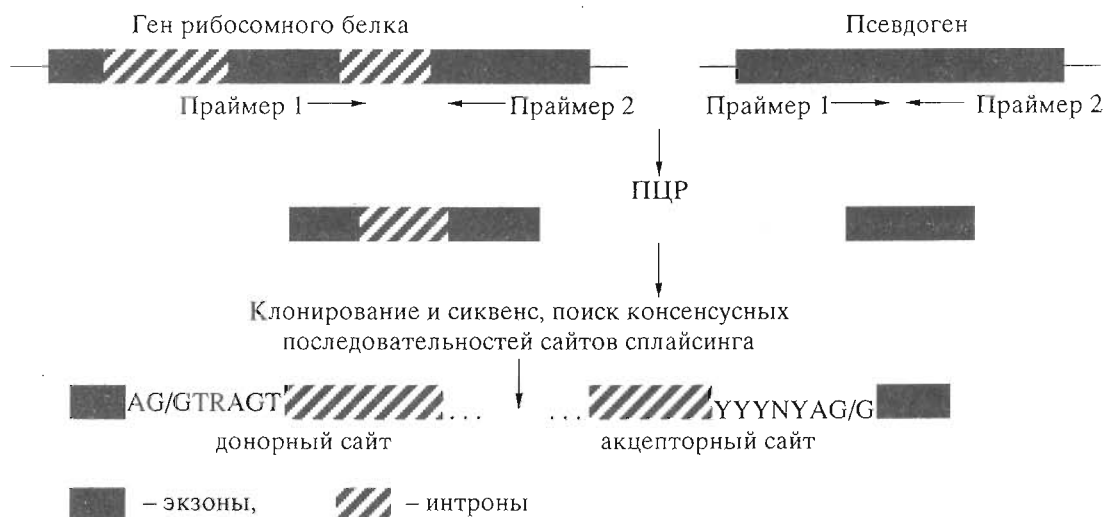 Ген рибосомного белка
Псевдоген
Праймер 1
Праймер 2
Праймер 1
Праймер 2
ПЦР
Клонирование и сиквенс, поиск консенсусных
последовательностей сайтов сплайсинга
AG/GTRAGT
... ...
YYYNYAG/G
донорный сайт
акцепторный сайт
– экзоны,
– интроны